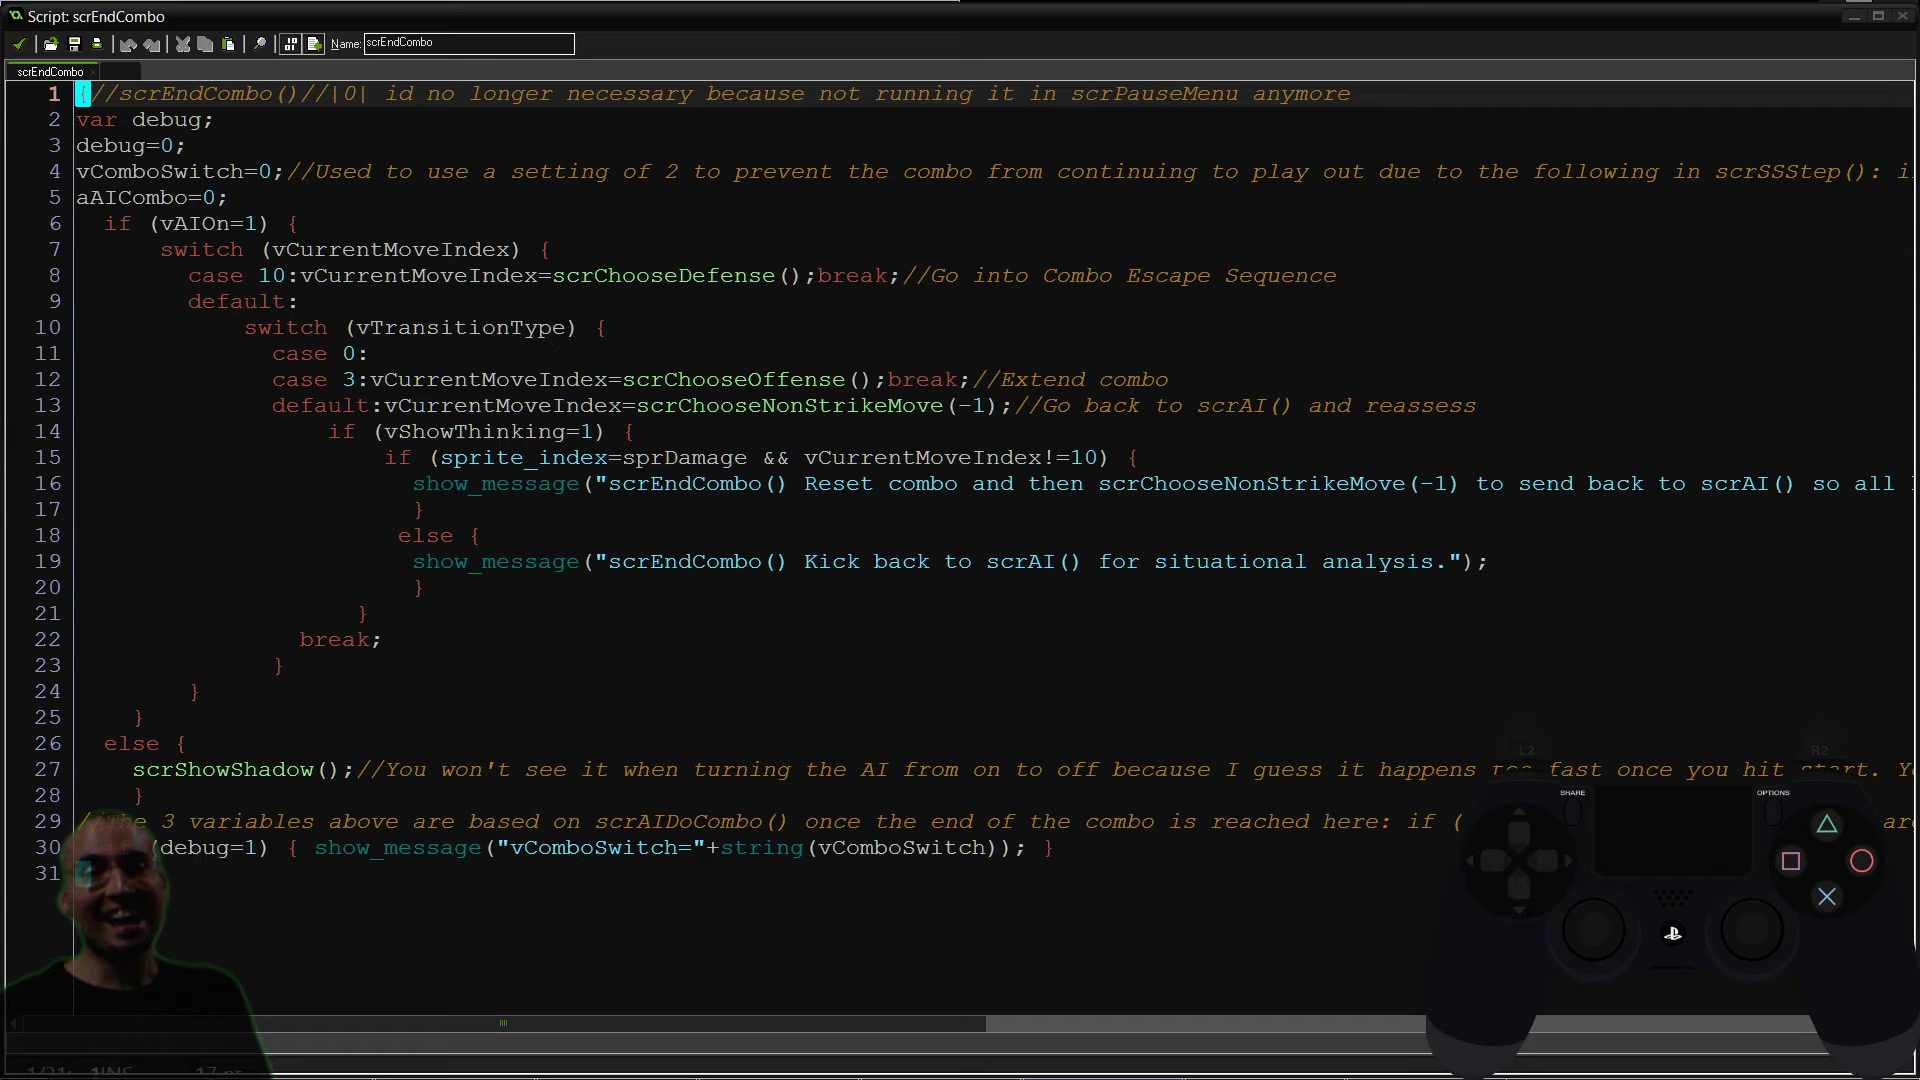 Script: scrEndCombo
Name: scrEndCombo
scrEndCombo
1 {//scrEndCombo()//|0| id no longer necessary because not running it in scrPauseMenu anymore
2 var debug;
3 debug=0;
4 vComboSwitch=0;//Used to use a setting of 2 to prevent the combo from continuing to play out due to the following in scrSSStep(): i
5 aAICombo=0;
6 if (vAIOn=1) {
7 switch (vCurrentMoveIndex) {
8 case 10:vCurrentMoveIndex=scrChooseDefense();break;//Go into Combo Escape Sequence
9 default:
10 switch (vTransitionType) {
11 case 0:
12 case 3:vCurrentMoveIndex=scrChooseOffense();break;//Extend combo
13 default:vCurrentMoveIndex=scrChooseNonStrikeMove(-1);//Go back to scrAI() and reassess
14 if (vShowThinking=1) {
15 if (sprite_index=sprDamage && vCurrentMoveIndex!=10) {
16 show_message("scrEndCombo() Reset combo and then scrChooseNonStrikeMove(-1) to send back to scrAI() so all
17 }
18 else {
19 show_message("scrEndCombo() Kick back to scrAI() for situational analysis.");
20 }
21 }
22 break;
23 }
24 }
25 }
26 else {
L2 R2
27 scrShowShadow();//You won't see it when turning the AI from on to off because I guess it happens too fast once you hit start.
28 }
SHARE OPTIONS
29 //The 3 variables above are based on scrAIDoCombo() once the end of the combo is reached here: if (
30 (debug=1) { show_message("vComboSwitch="+string(vComboSwitch)); }
31